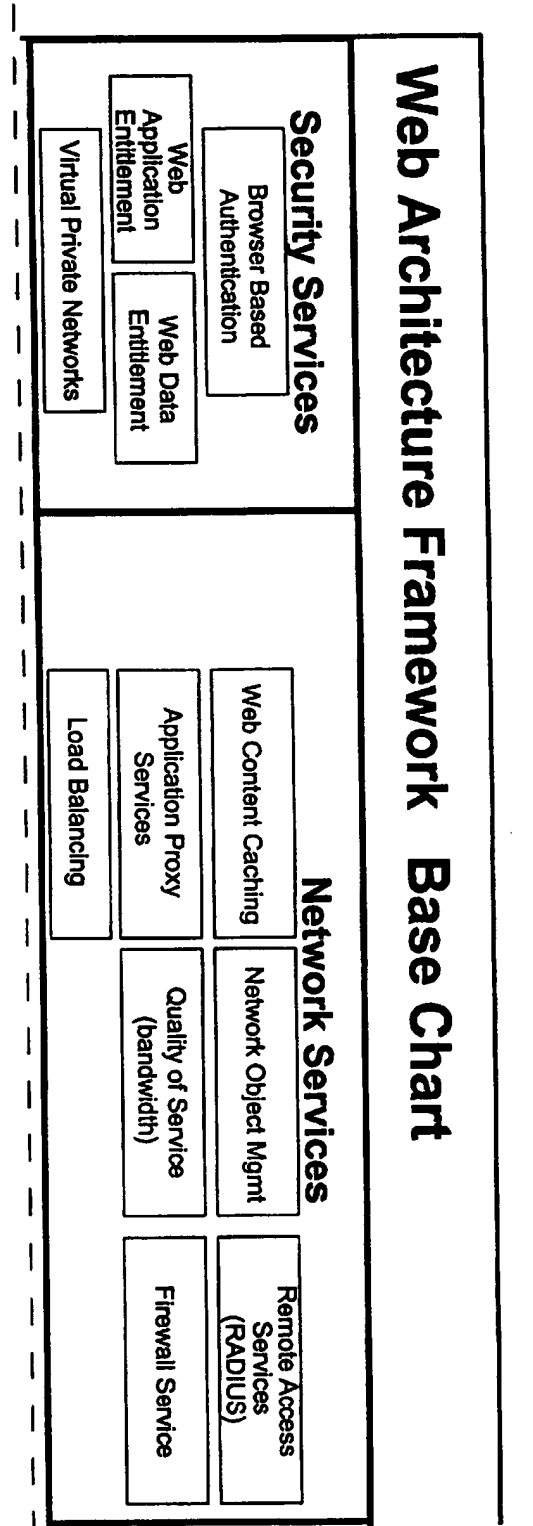 Web Architecture Framework Base Chart
Security Services
Browser Based
Authentication
Web
Application
Entitlement
Web Data
Entitlement
Virtual Private Networks
Network Services
Web Content Caching
Network Object Mgmt
Remote Access
Services
(RADIUS)
Application Proxy
Services
Quality of Service
(bandwidth)
Firewall Service
Load Balancing